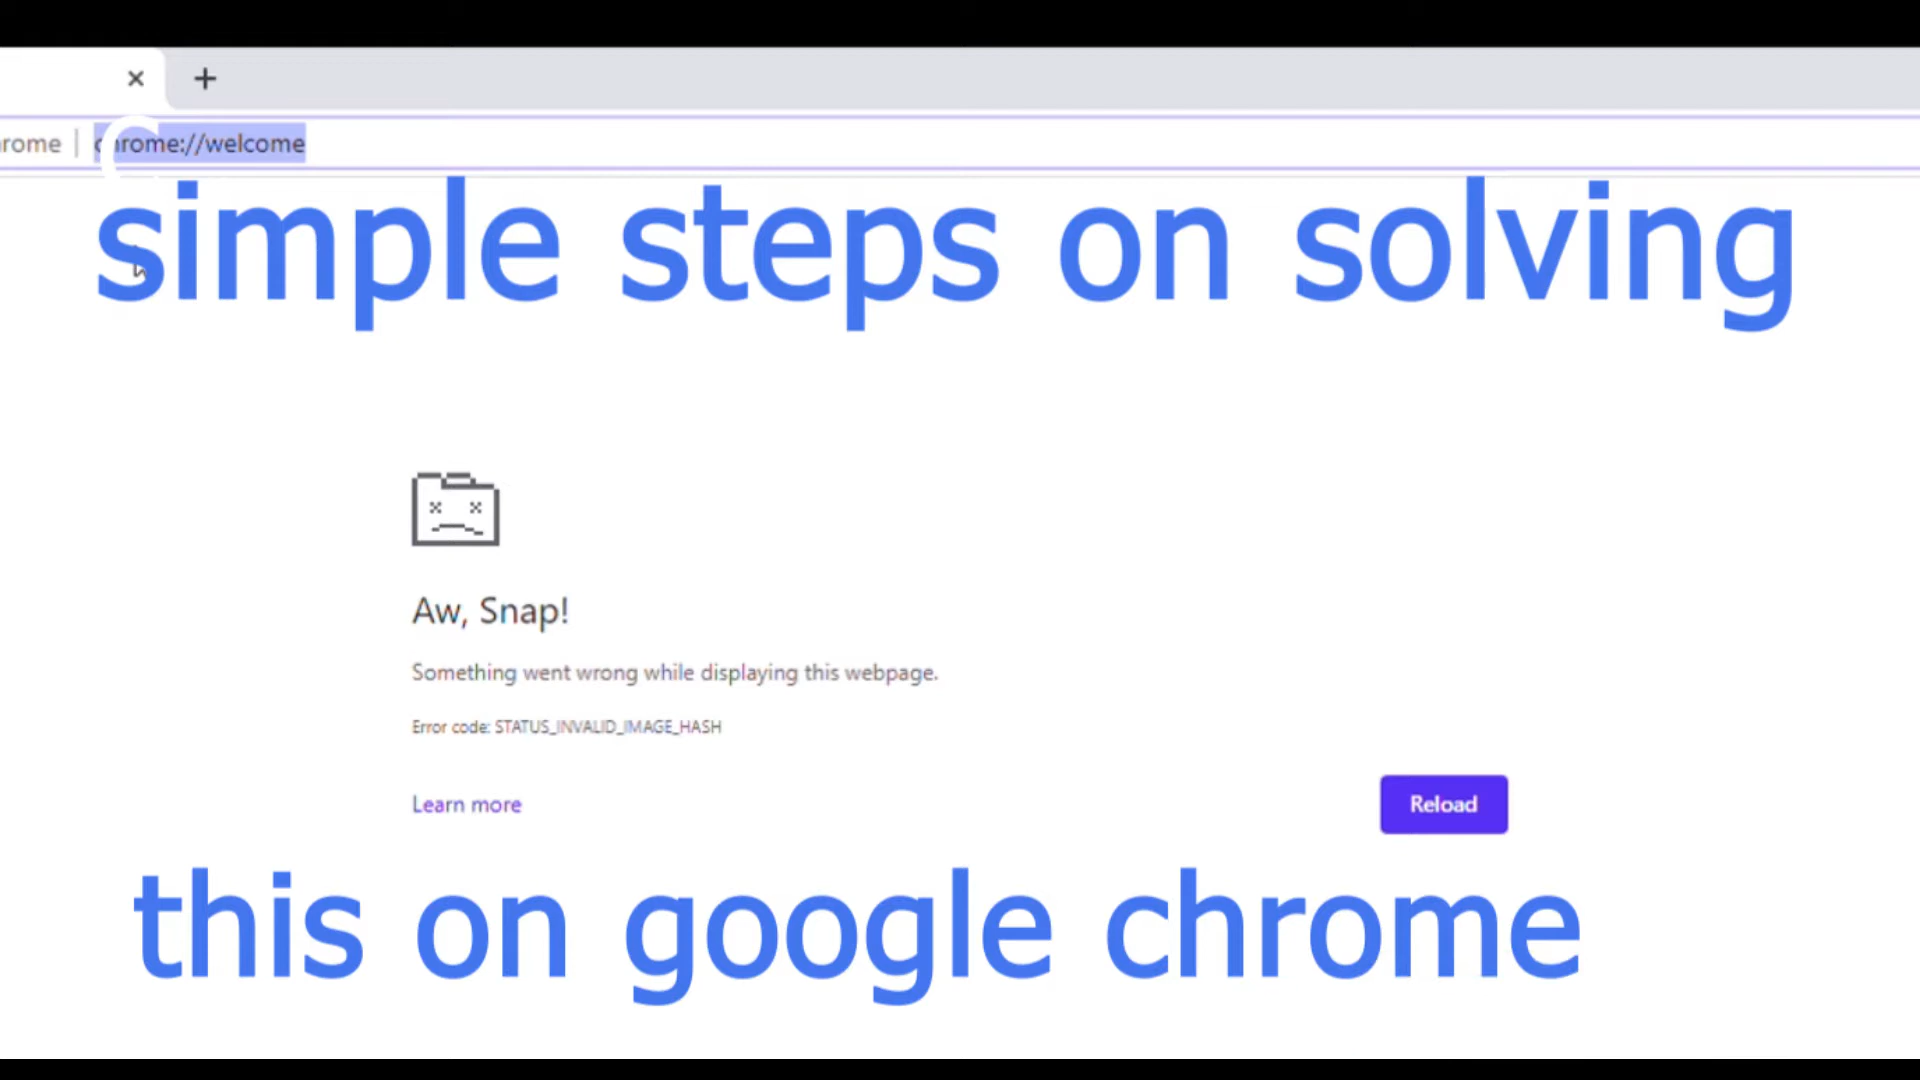 rome | chrome://welcome
simple steps on solving
Aw, Snap!
Something went wrong while displaying this webpage.
Error code: STATUS_INVALID_IMAGE_HASH
Learn more
Reload
this on google chrome